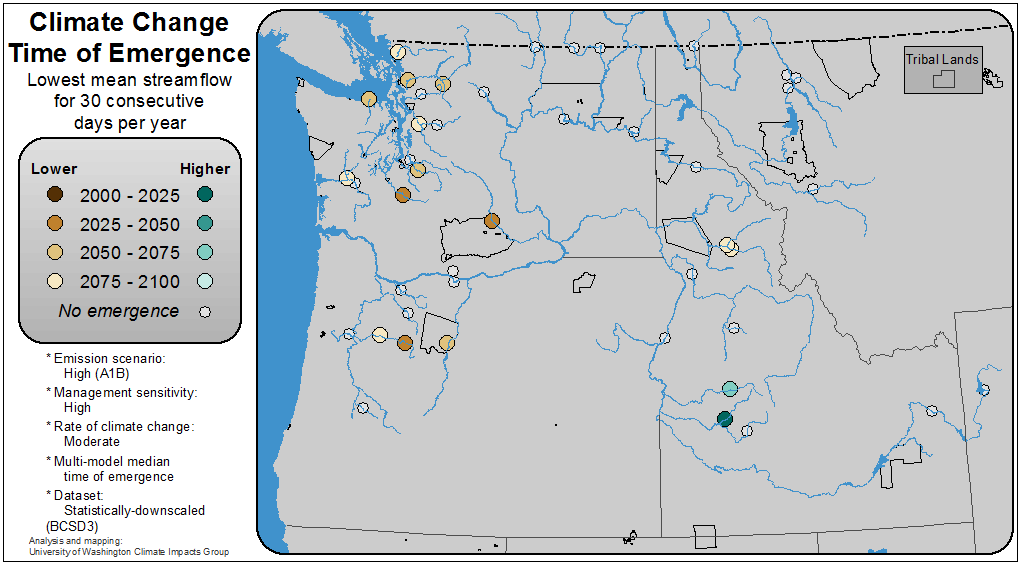 Climate Change
Time of Emergence
Lowest mean streamflow
for 30 consecutive
days per year
Lower Higher
2000 - 2025
2025 - 2050
2050 - 2075
2075 - 2100
No emergence
* Emission scenario:
High (A1B)
* Management sensitivity:
High
* Rate of climate change:
Moderate
* Multi-model median
time of emergence
* Dataset:
Statistically-downscaled
(BCSD3)
Analysis and mapping:
University of Washington Climate Impacts Group
Tribal Lands